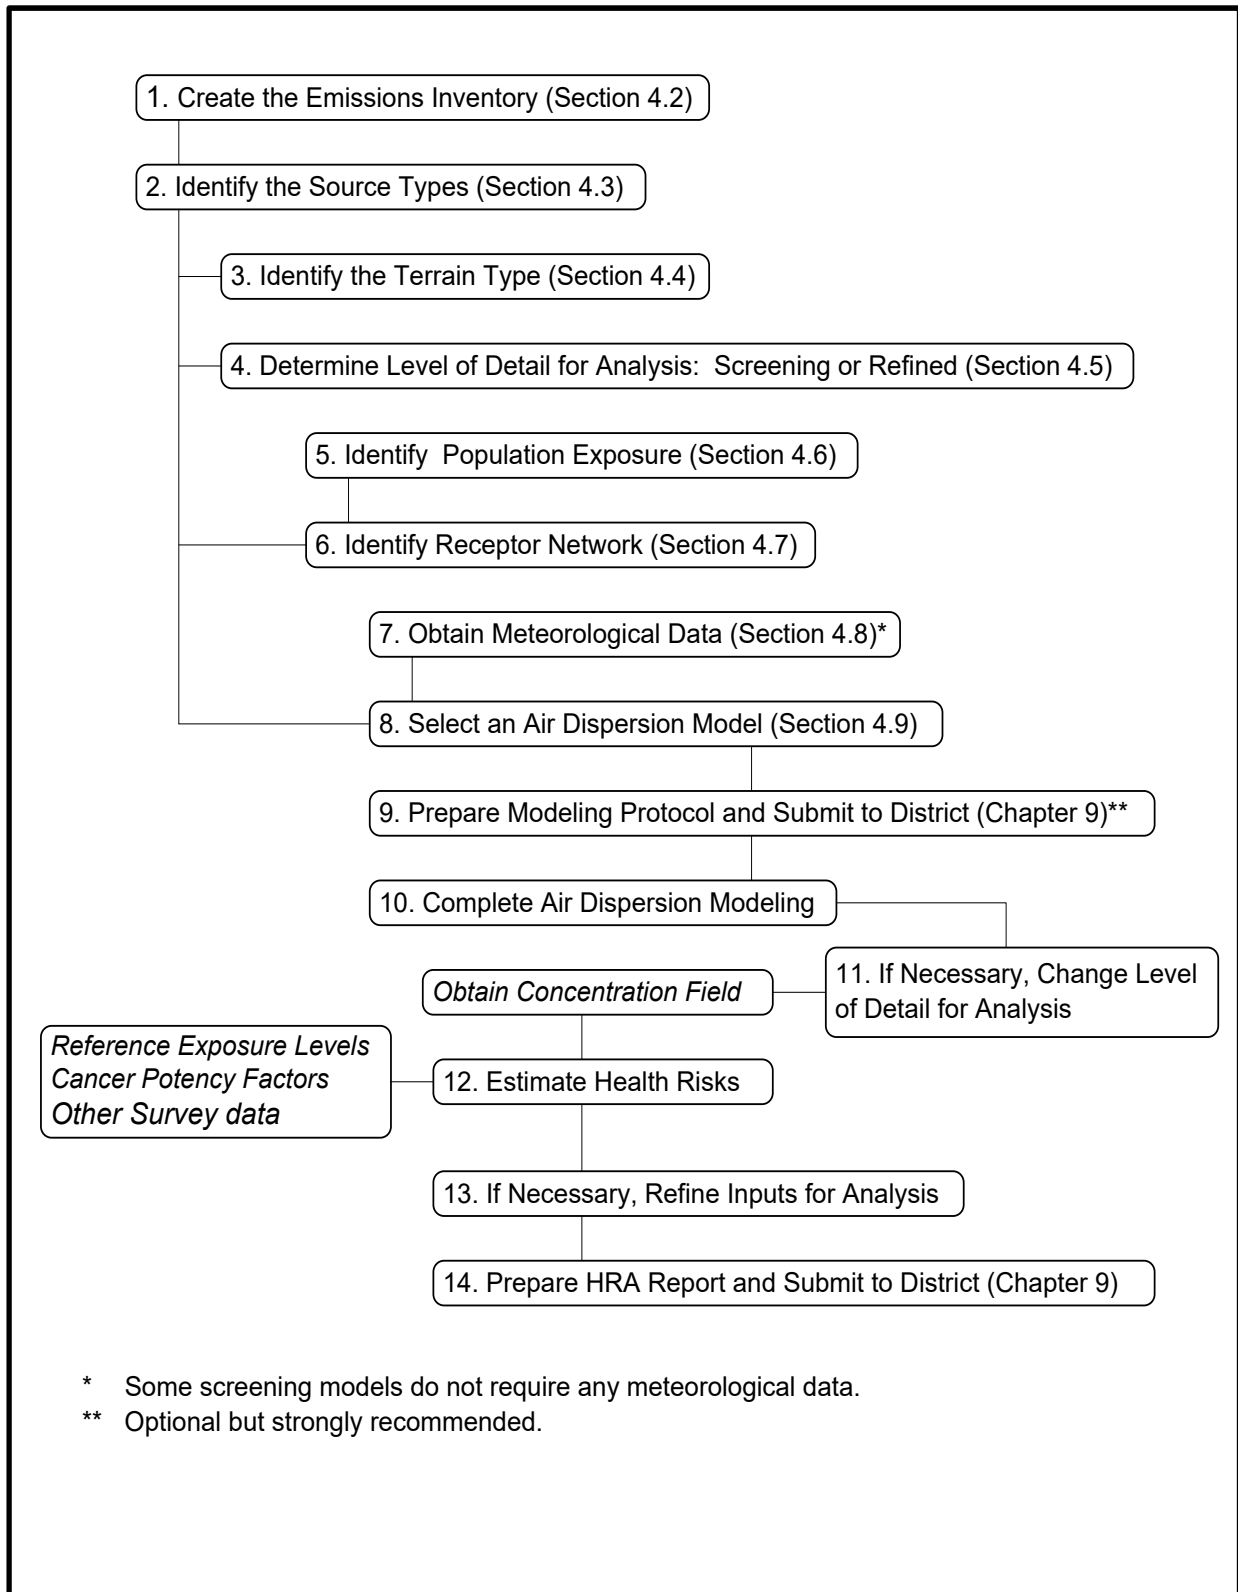 1. Create the Emissions Inventory (Section 4.2)
2. Identify the Source Types (Section 4.3)
3. Identify the Terrain Type (Section 4.4)
4. Determine Level of Detail for Analysis:  Screening or Refined (Section 4.5)
5. Identify  Population Exposure (Section 4.6)
6. Identify Receptor Network (Section 4.7)
7. Obtain Meteorological Data (Section 4.8)*
8. Select an Air Dispersion Model (Section 4.9)
9. Prepare Modeling Protocol and Submit to District (Chapter 9)**
10. Complete Air Dispersion Modeling
11. If Necessary, Change Level
of Detail for Analysis
Obtain Concentration Field
Reference Exposure Levels
Cancer Potency Factors
Other Survey data
12. Estimate Health Risks
13. If Necessary, Refine Inputs for Analysis
14. Prepare HRA Report and Submit to District (Chapter 9)
* Some screening models do not require any meteorological data.
** Optional but strongly recommended.